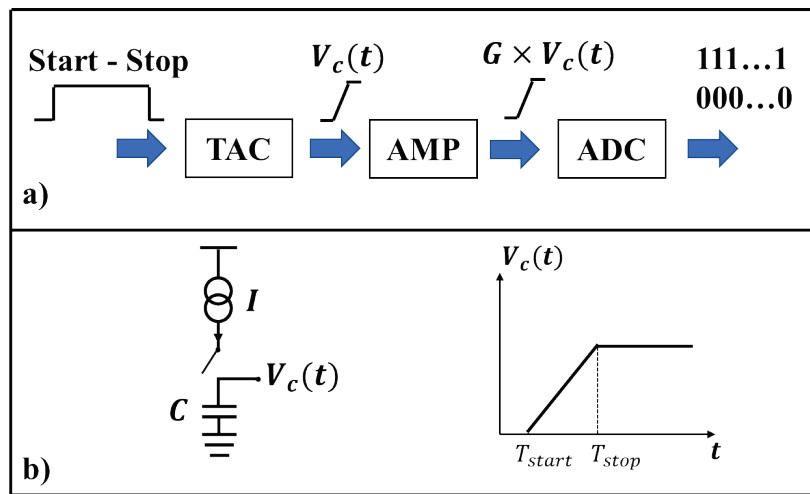 Start - Stop
V_c(t)
G × V_c(t)
111...1
000...0
TAC
AMP
ADC
a)
I
V_c(t)
C
b)
V_c(t)
T_start
T_stop
t